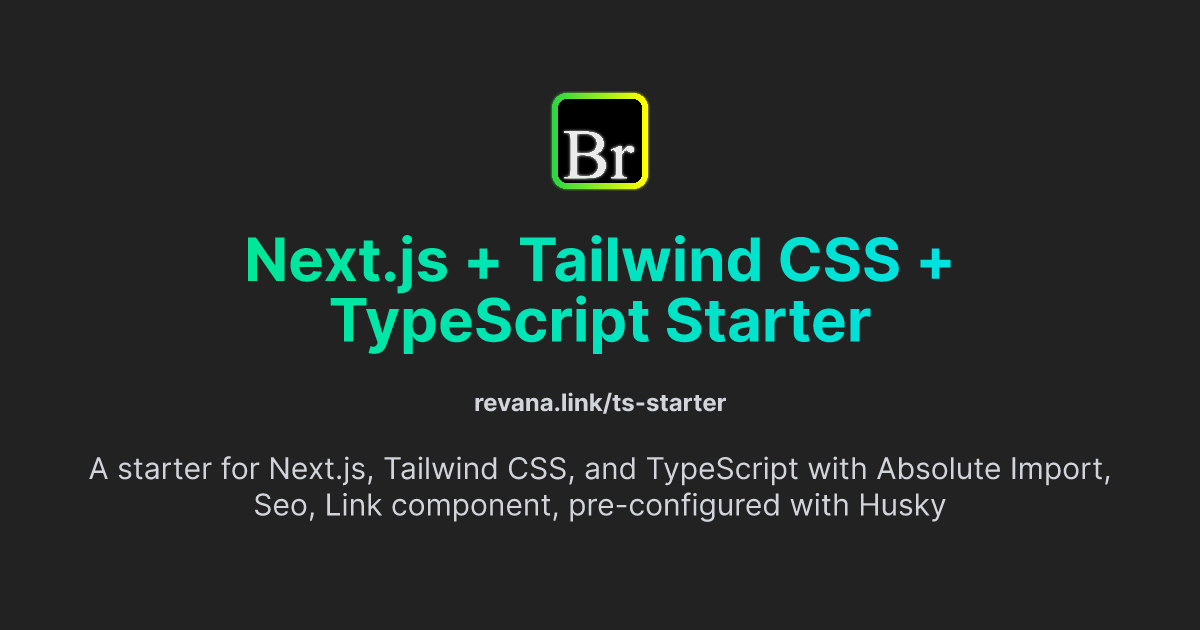 Br
Next.js + Tailwind CSS +
TypeScript Starter
revana.link/ts-starter
A starter for Next.js, Tailwind CSS, and TypeScript with Absolute Import,
Seo, Link component, pre-configured with Husky